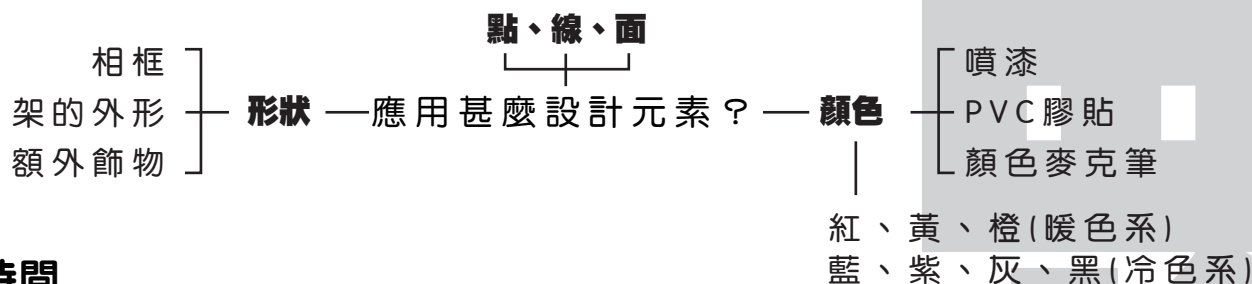 點、線、面
相框
架的外形
額外飾物
形狀
應用甚麼設計元素？
顏色
噴漆
PVC膠貼
顏色麥克筆
紅、黃、橙(暖色系)
藍、紫、灰、黑(冷色系)
時間